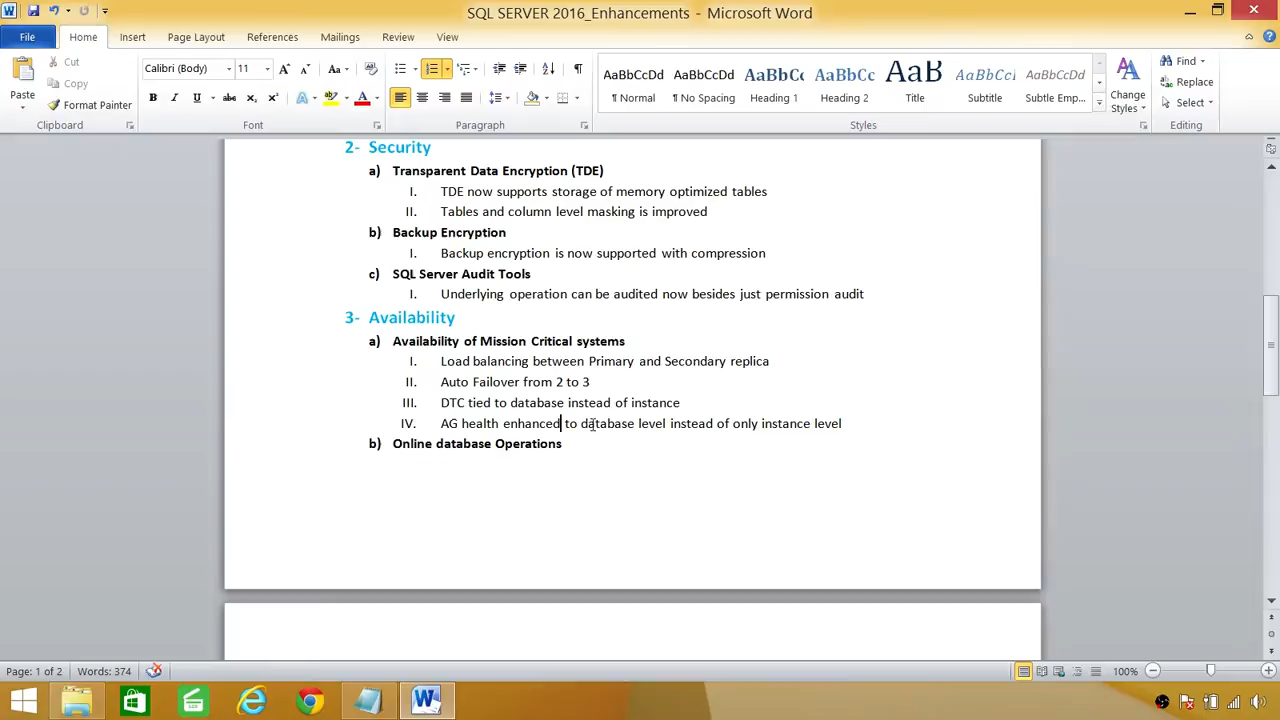 SQL SERVER 2016_Enhancements - Microsoft Word
File Home Insert Page Layout References Mailings Review View
Paste
Cut
Copy
Format Painter
Clipboard
Calibri (Body) 11
Font
Paragraph
AaBbCcDd AaBbCcDd AaBbCc AaBbCc AaB AaBbCcI AaBbCcDd
¶ Normal ¶ No Spacing Heading 1 Heading 2 Title Subtitle Subtle Emp...
Change Styles
Styles
Find
Replace
Select
Editing
2- Security
a) Transparent Data Encryption (TDE)
I. TDE now supports storage of memory optimized tables
II. Tables and column level masking is improved
b) Backup Encryption
I. Backup encryption is now supported with compression
c) SQL Server Audit Tools
I. Underlying operation can be audited now besides just permission audit
3- Availability
a) Availability of Mission Critical systems
I. Load balancing between Primary and Secondary replica
II. Auto Failover from 2 to 3
III. DTC tied to database instead of instance
IV. AG health enhanced to database level instead of only instance level
b) Online database Operations
Page: 1 of 2 Words: 374 100%